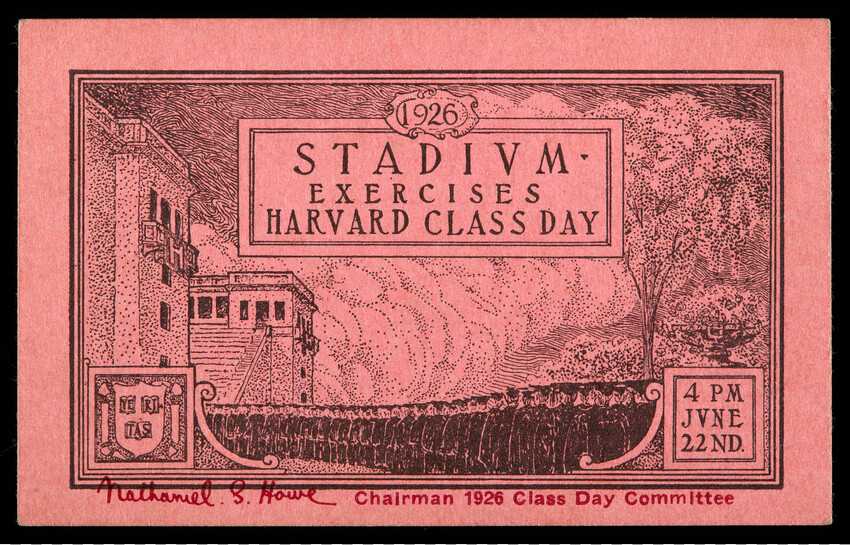 1926
STADIVM·
EXERCISES
HARVARD CLASS DAY
VE RI-
TAS
4 PM
JVNE
22ND.
Nathaniel. S. Howe Chairman 1926 Class Day Committee